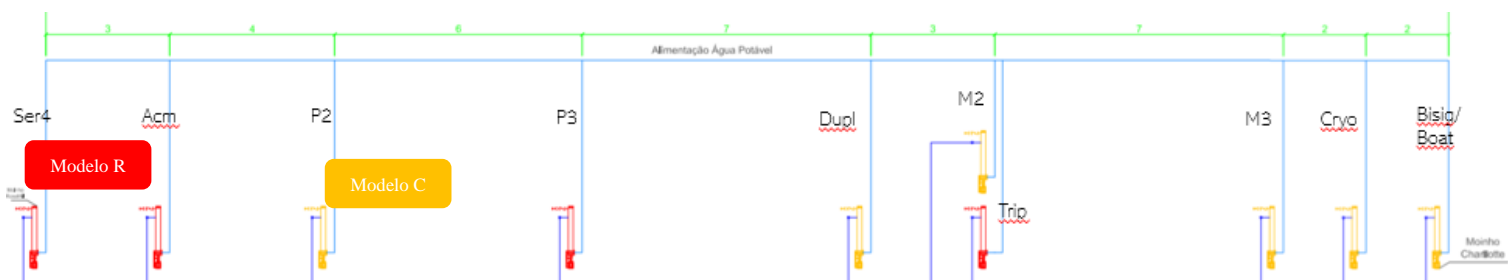 3 4 6 7 3 7 2 2
Alimentação Água Potável
Ser4
Acm
P2
P3
Dupl
M2
M3
Cryo
Bisig/
Boat
Modelo R
Modelo C
Trip
Moinho
Charllotte